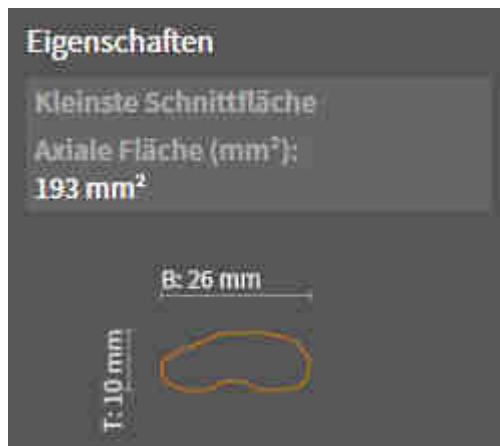 Eigenschaften
Kleinste Schnittfläche
Axiale Fläche (mm²):
193 mm²
B: 26 mm
T: 10 mm